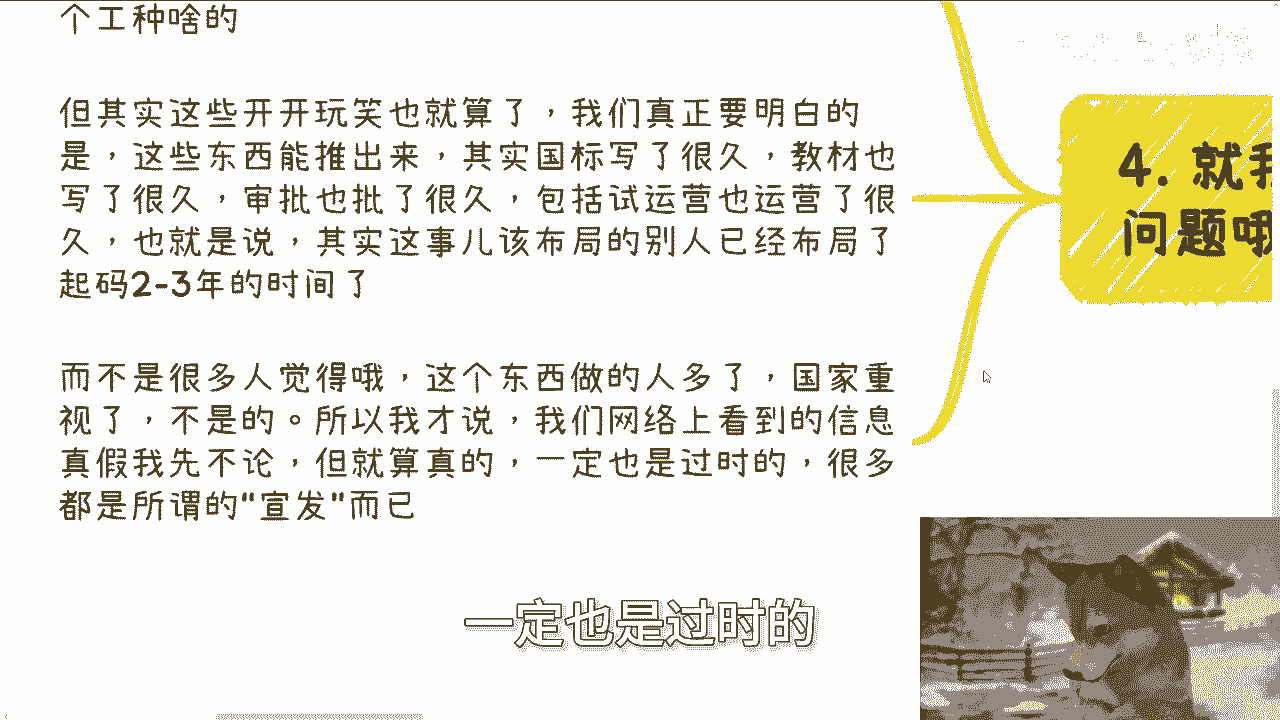 个工种啥的
但其实这些开开玩笑也就算了，我们真正要明白的
是，这些东西能推出来，其实国标写了很久，教材也
写了很久，审批也批了很久，包括试运营也运营了很
久，也就是说，其实这事儿该布局的别人已经布局了
起码2-3年的时间了
而不是很多人觉得哦，这个东西做的人多了，国家重
视了，不是的。所以我才说，我们网络上看到的信息
真假我先不论，但就算真的，一定也是过时的，很多
都是所谓的"宣发"而已
4. 就我
问题哦
一定也是过时的